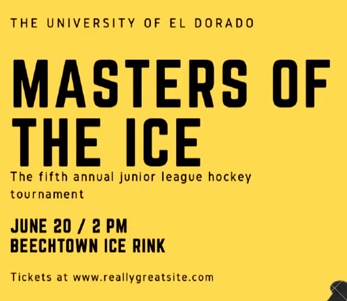 THE UNIVERSITY OF EL DORADO
MASTERS OF
THE ICE
The fifth annual junior league hockey
tournament
JUNE 20 / 2 PM
BEECHTOWN ICE RINK
Tickets at www.reallygreatsite.com